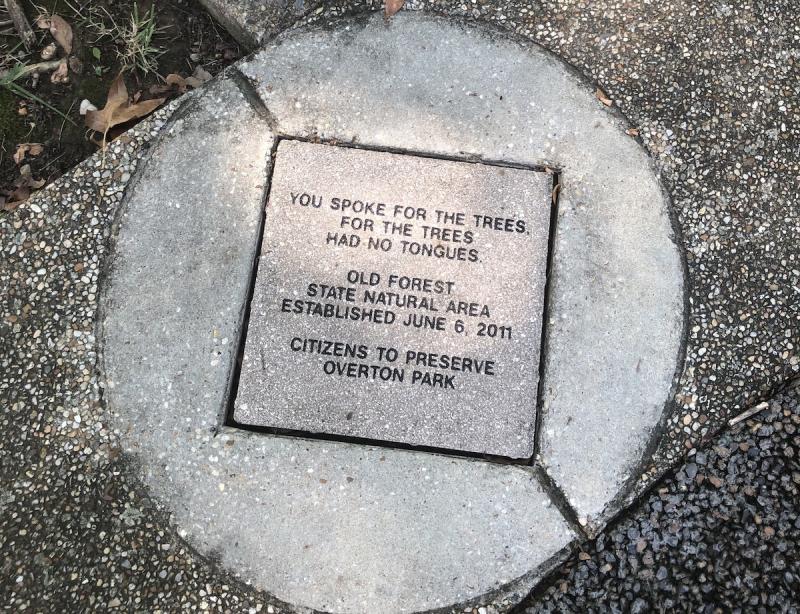 YOU SPOKE FOR THE TREES,
FOR THE TREES
HAD NO TONGUES.
OLD FOREST
STATE NATURAL AREA
ESTABLISHED JUNE 6, 2011
CITIZENS TO PRESERVE
OVERTON PARK